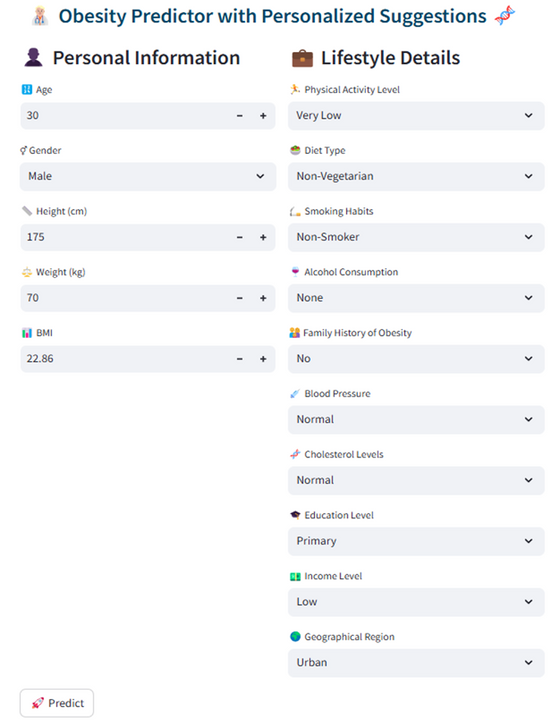 Obesity Predictor with Personalized Suggestions
Personal Information
Age
30
Gender
Male
Height (cm)
175
Weight (kg)
70
BMI
22.86
Lifestyle Details
Physical Activity Level
Very Low
Diet Type
Non-Vegetarian
Smoking Habits
Non-Smoker
Alcohol Consumption
None
Family History of Obesity
No
Blood Pressure
Normal
Cholesterol Levels
Normal
Education Level
Primary
Income Level
Low
Geographical Region
Urban
Predict